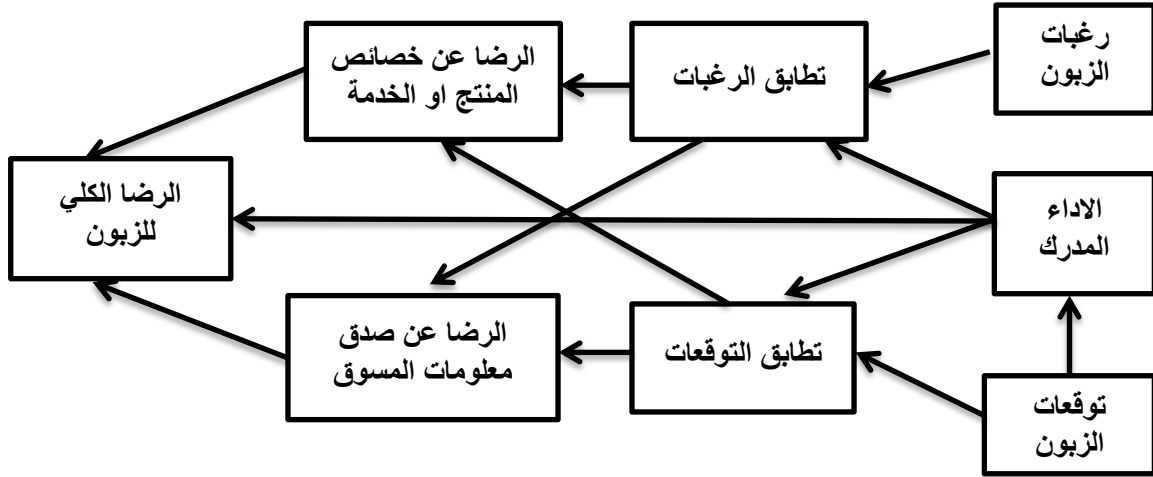 رغبات
الزبون
تطابق الرغبات
الرضا عن خصائص
المنتج او الخدمة
الاداء
المدرك
الرضا الكلي
للزبون
تطابق التوقعات
الرضا عن صدق
معلومات المسوق
توقعات
الزبون